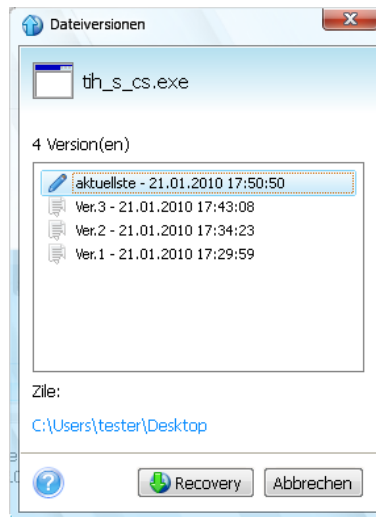 Dateiversionen
tih_s_cs.exe
4 Version(en)
aktuellste - 21.01.2010 17:50:50
Ver.3 - 21.01.2010 17:43:08
Ver.2 - 21.01.2010 17:34:23
Ver.1 - 21.01.2010 17:29:59
Zile:
C:\Users\tester\Desktop
Recovery
Abbrechen